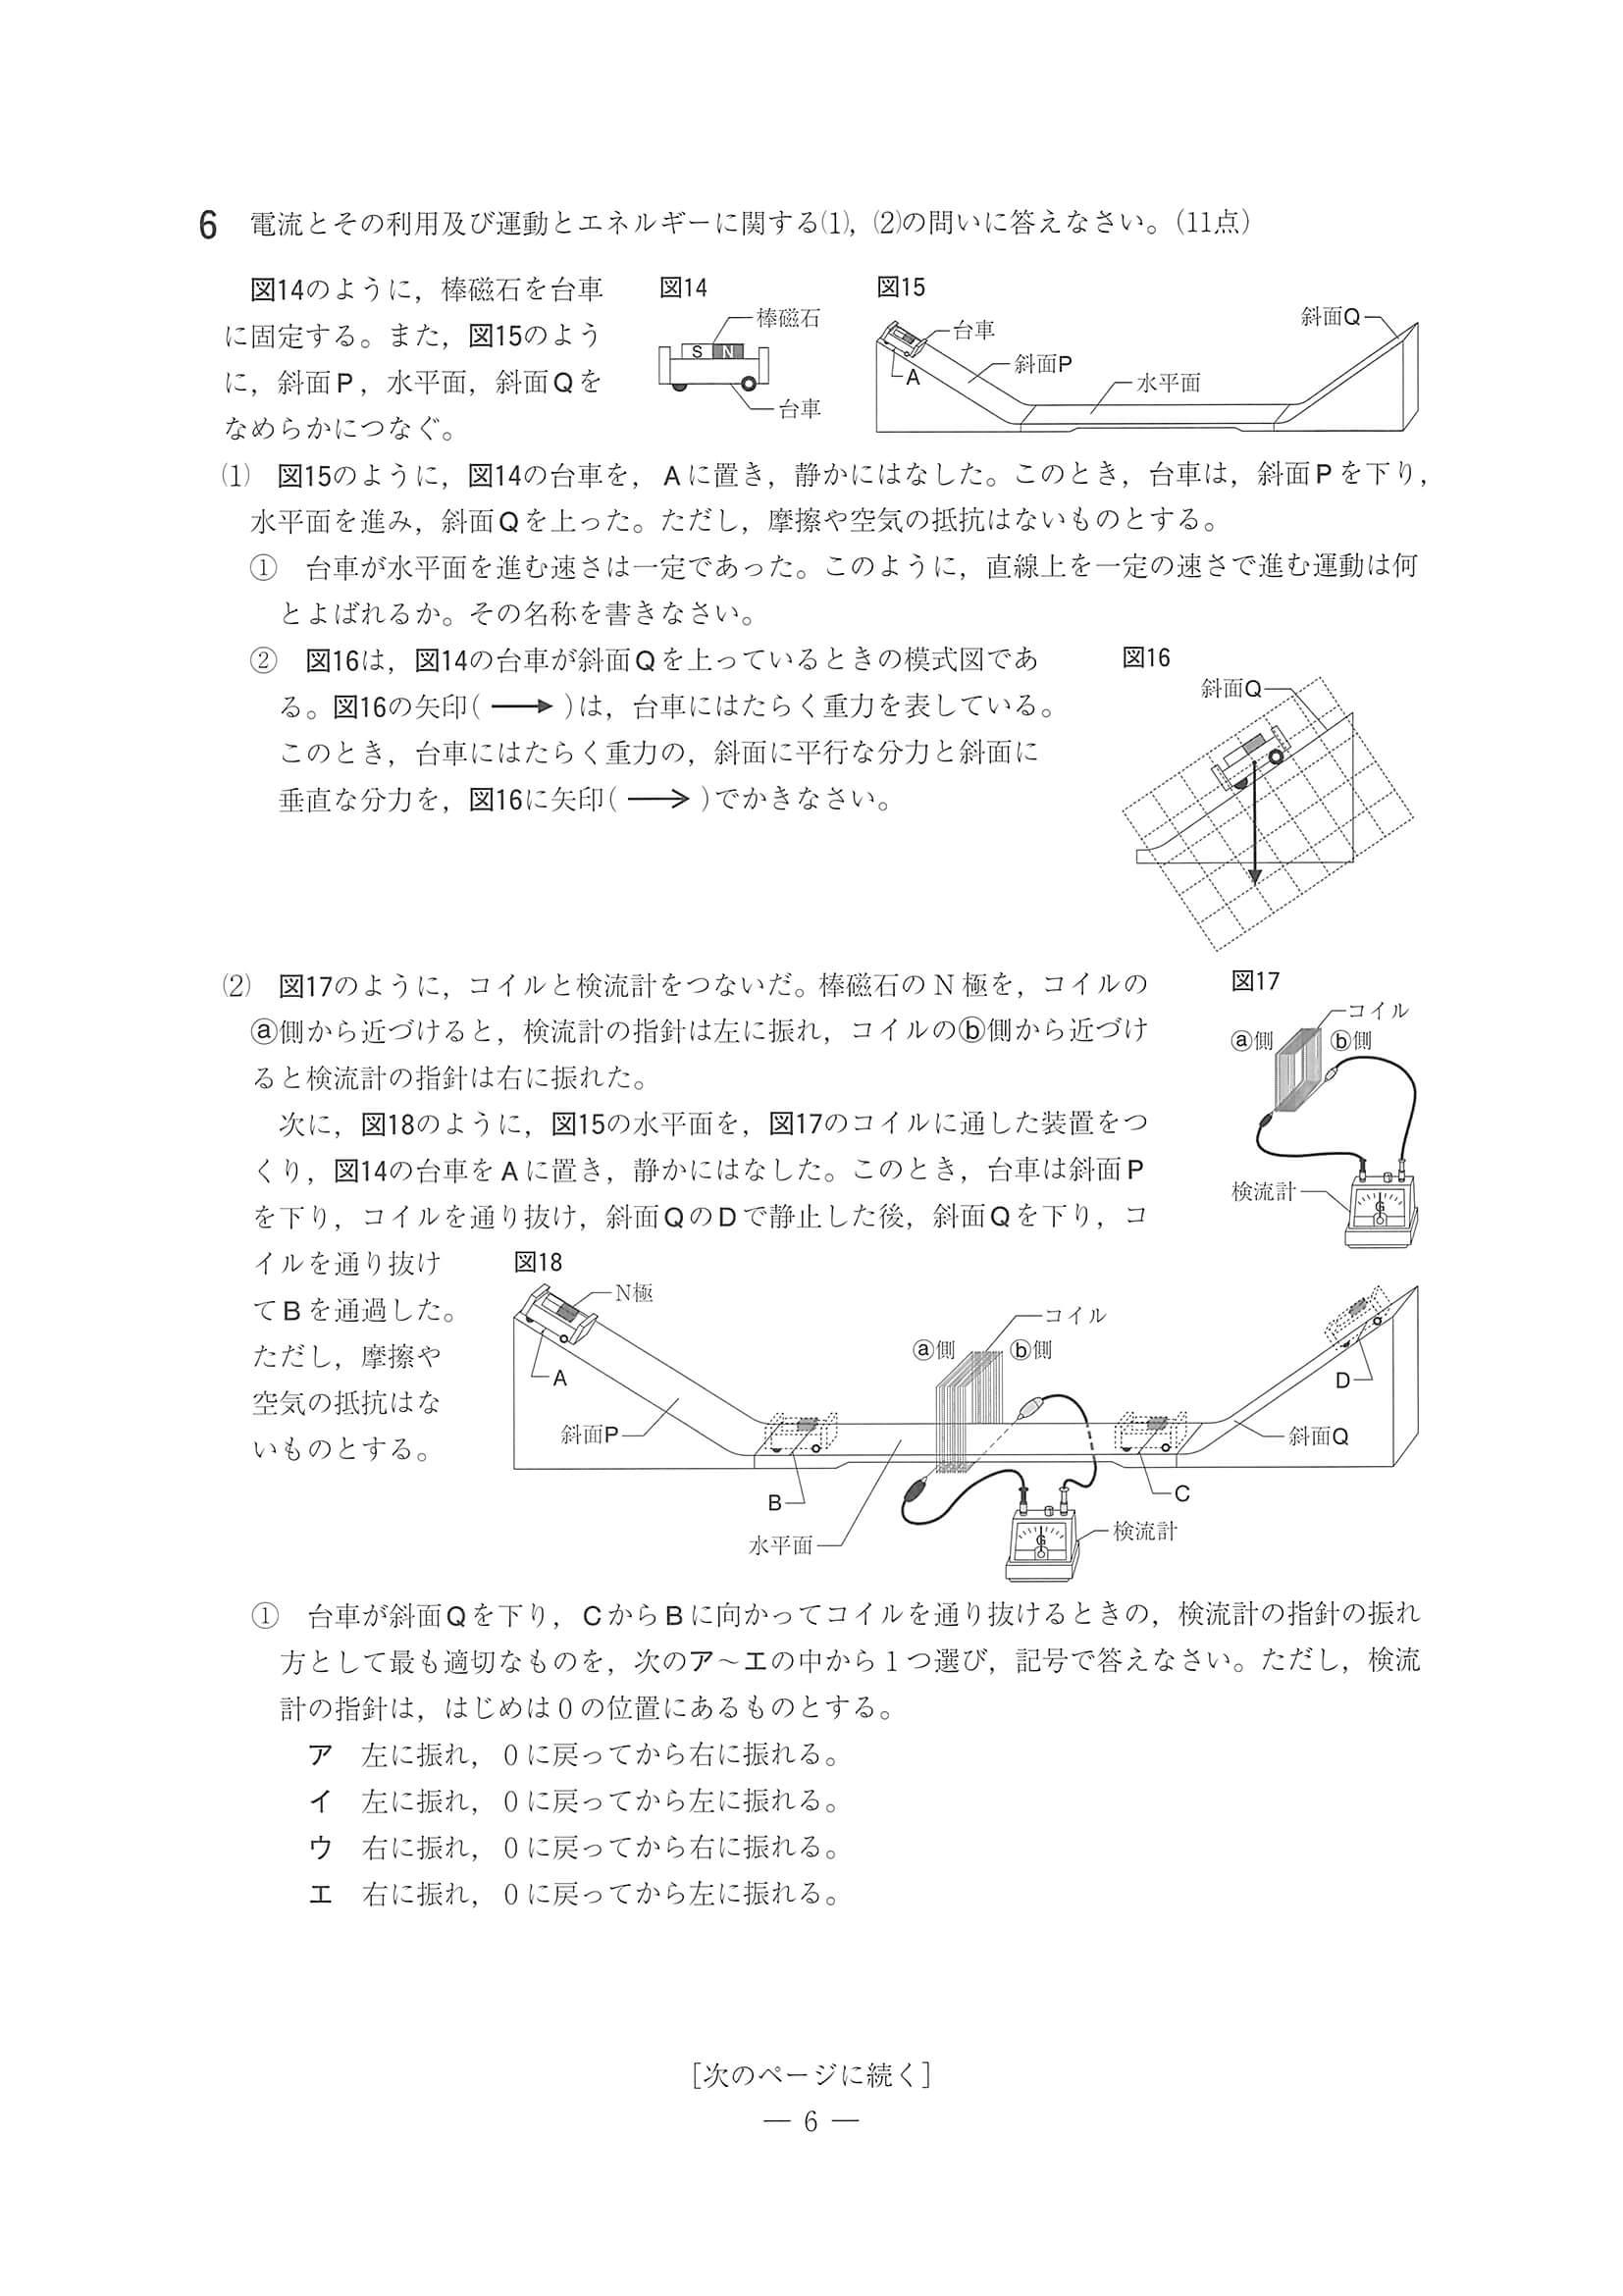 6 電流とその利用及び運動とエネルギーに関する(1)，(2)の問いに答えなさい。（11点）
図14のように，棒磁石を台車
に固定する。また，図15のよう
に，斜面P，水平面，斜面Qを
なめらかにつなぐ。
図14
棒磁石
S N
台車
図15
台車
A
斜面P
水平面
斜面Q
(1) 図15のように，図14の台車を，Aに置き，静かにはなした。このとき，台車は，斜面Pを下り，
水平面を進み，斜面Qを上った。ただし，摩擦や空気の抵抗はないものとする。
① 台車が水平面を進む速さは一定であった。このように，直線上を一定の速さで進む運動は何
とよばれるか。その名称を書きなさい。
② 図16は，図14の台車が斜面Qを上っているときの模式図であ
る。図16の矢印（ ⟶ ）は，台車にはたらく重力を表している。
このとき，台車にはたらく重力の，斜面に平行な分力と斜面に
垂直な分力を，図16に矢印（ ⟶ ）でかきなさい。
図16
斜面Q
(2) 図17のように，コイルと検流計をつないだ。棒磁石のN極を，コイルの
ⓐ側から近づけると，検流計の指針は左に振れ，コイルのⓑ側から近づけ
ると検流計の指針は右に振れた。
次に，図18のように，図15の水平面を，図17のコイルに通した装置をつ
くり，図14の台車をAに置き，静かにはなした。このとき，台車は斜面P
を下り，コイルを通り抜け，斜面QのDで静止した後，斜面Qを下り，コ
イルを通り抜け
てBを通過した。
ただし，摩擦や
空気の抵抗はな
いものとする。
図17
コイル
ⓐ側
ⓑ側
検流計
G
図18
N極
A
斜面P
B
水平面
ⓐ側
コイル
ⓑ側
G
検流計
C
D
斜面Q
① 台車が斜面Qを下り，CからBに向かってコイルを通り抜けるときの，検流計の指針の振れ
方として最も適切なものを，次のア～エの中から1つ選び，記号で答えなさい。ただし，検流
計の指針は，はじめは0の位置にあるものとする。
ア 左に振れ，0に戻ってから右に振れる。
イ 左に振れ，0に戻ってから左に振れる。
ウ 右に振れ，0に戻ってから右に振れる。
エ 右に振れ，0に戻ってから左に振れる。
［次のページに続く］
— 6 —